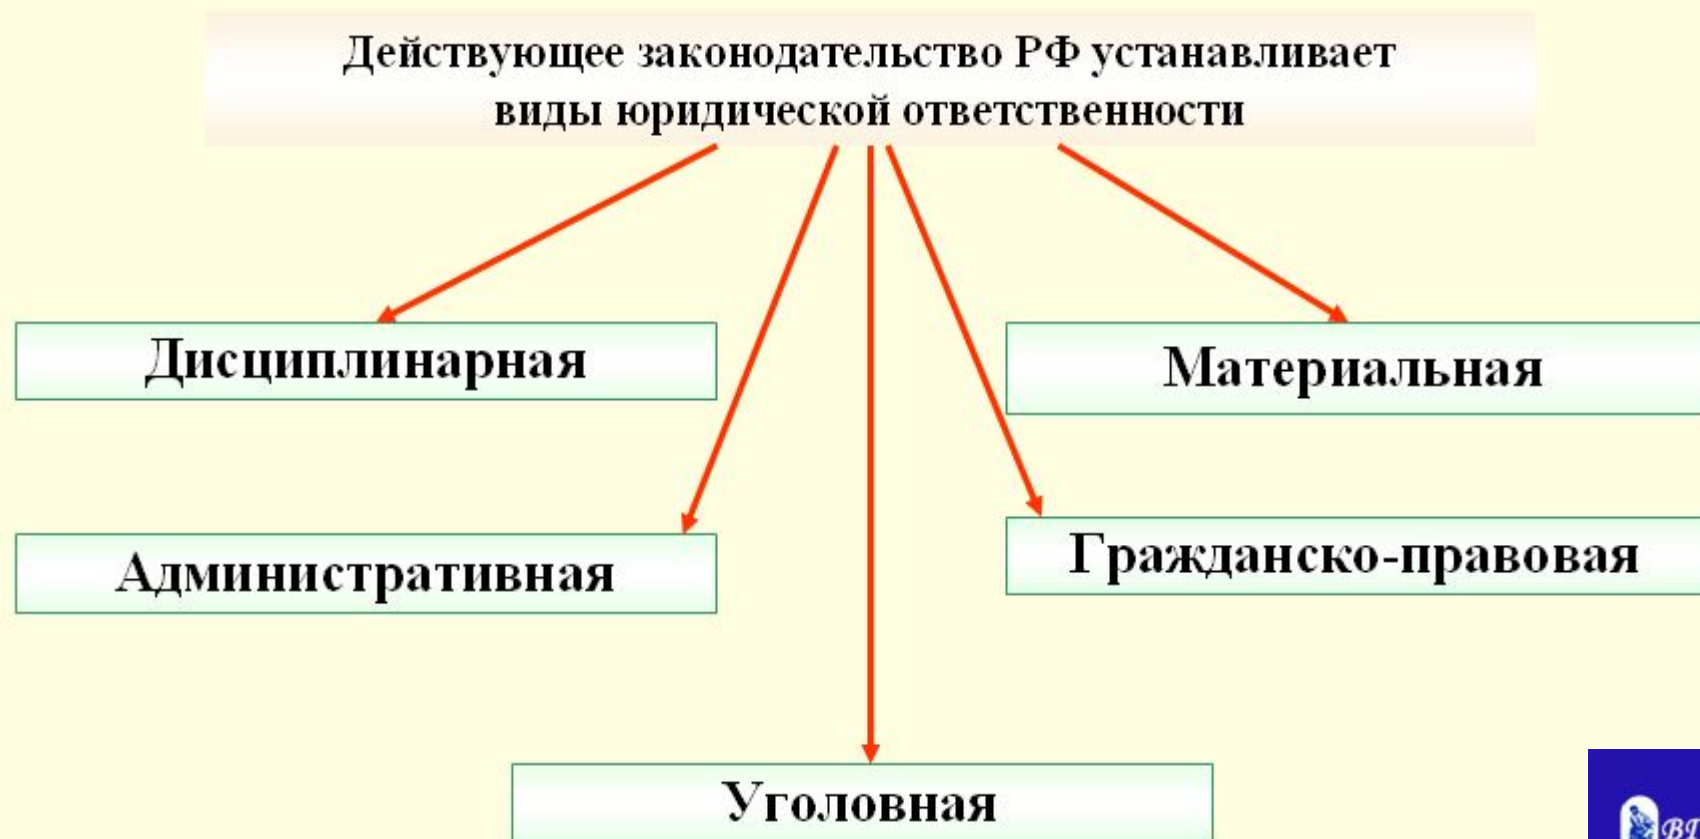 Действующее законодательство РФ устанавливает
виды юридической ответственности
Дисциплинарная
Материальная
Административная
Гражданско-правовая
Уголовная